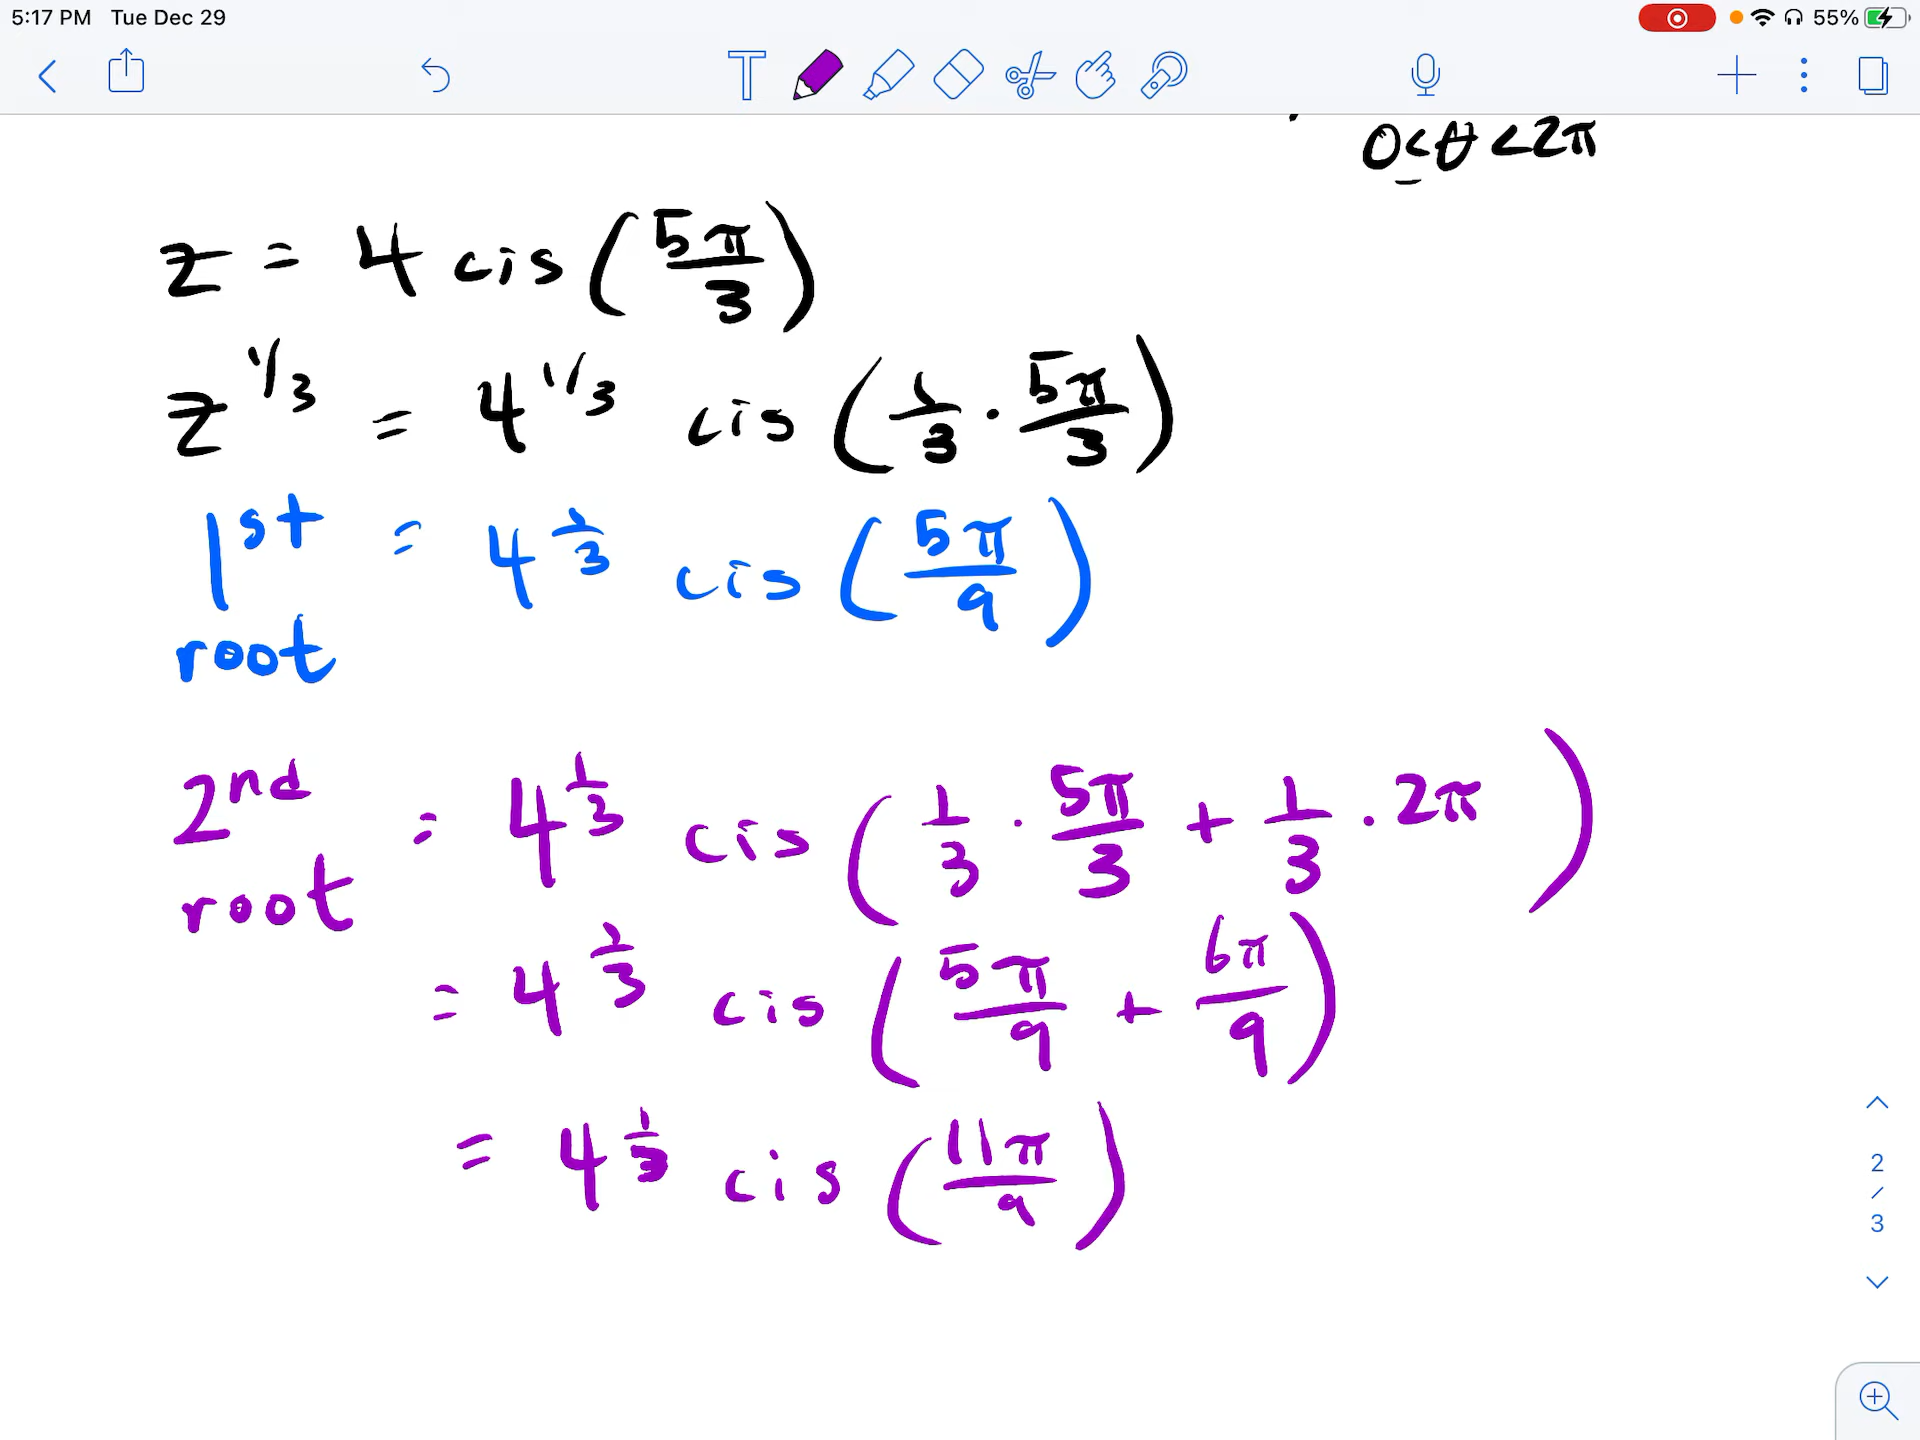 5:17 PM Tue Dec 29
55%
T
0 ≤ θ < 2π
z = 4 cis (5π/3)
z^1/3 = 4^1/3 cis (1/3 · 5π/3)
1st root = 4^1/3 cis (5π/9)
2nd root = 4^1/3 cis (1/3 · 5π/3 + 1/3 · 2π)
= 4^1/3 cis (5π/9 + 6π/9)
= 4^1/3 cis (11π/9)
2 / 3